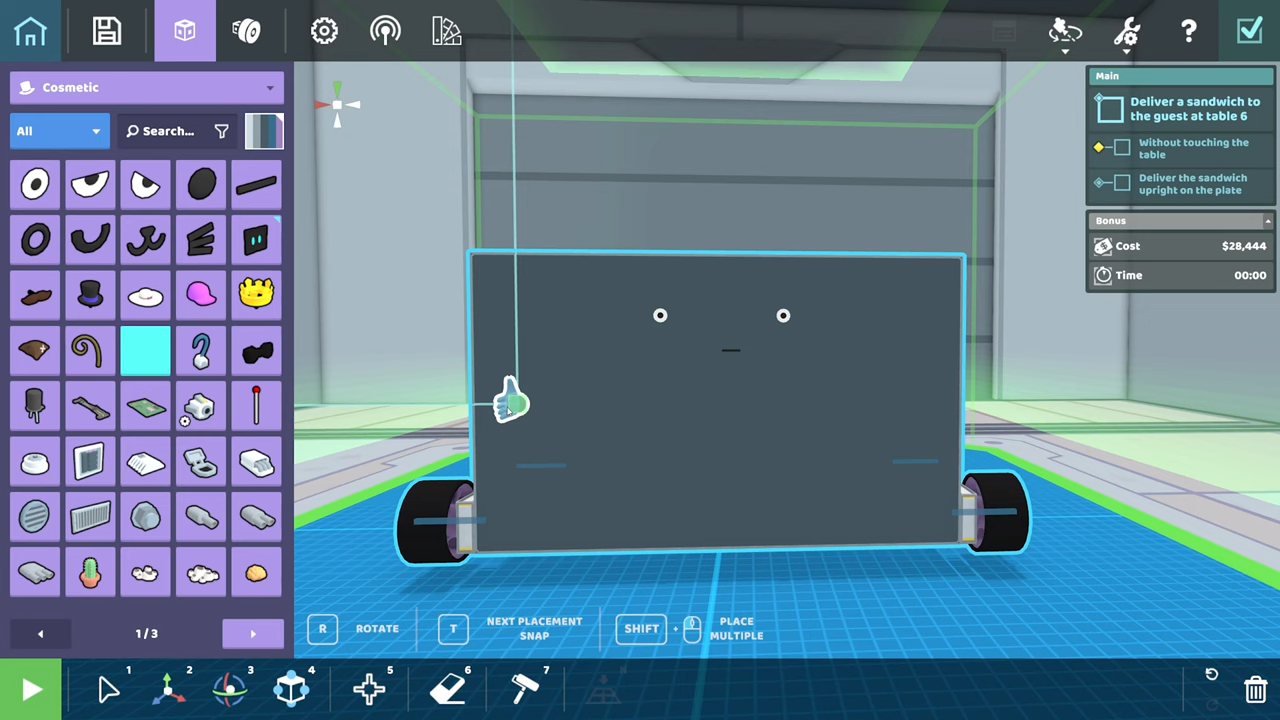 Cosmetic
All
Search...
1/3
Main
Deliver a sandwich to
the guest at table 6
Without touching the
table
Deliver the sandwich
upright on the plate
Bonus
Cost $28,444
Time 00:00
R ROTATE
T NEXT PLACEMENT
SNAP
SHIFT + PLACE
MULTIPLE
1
2
3
4
5
6
7